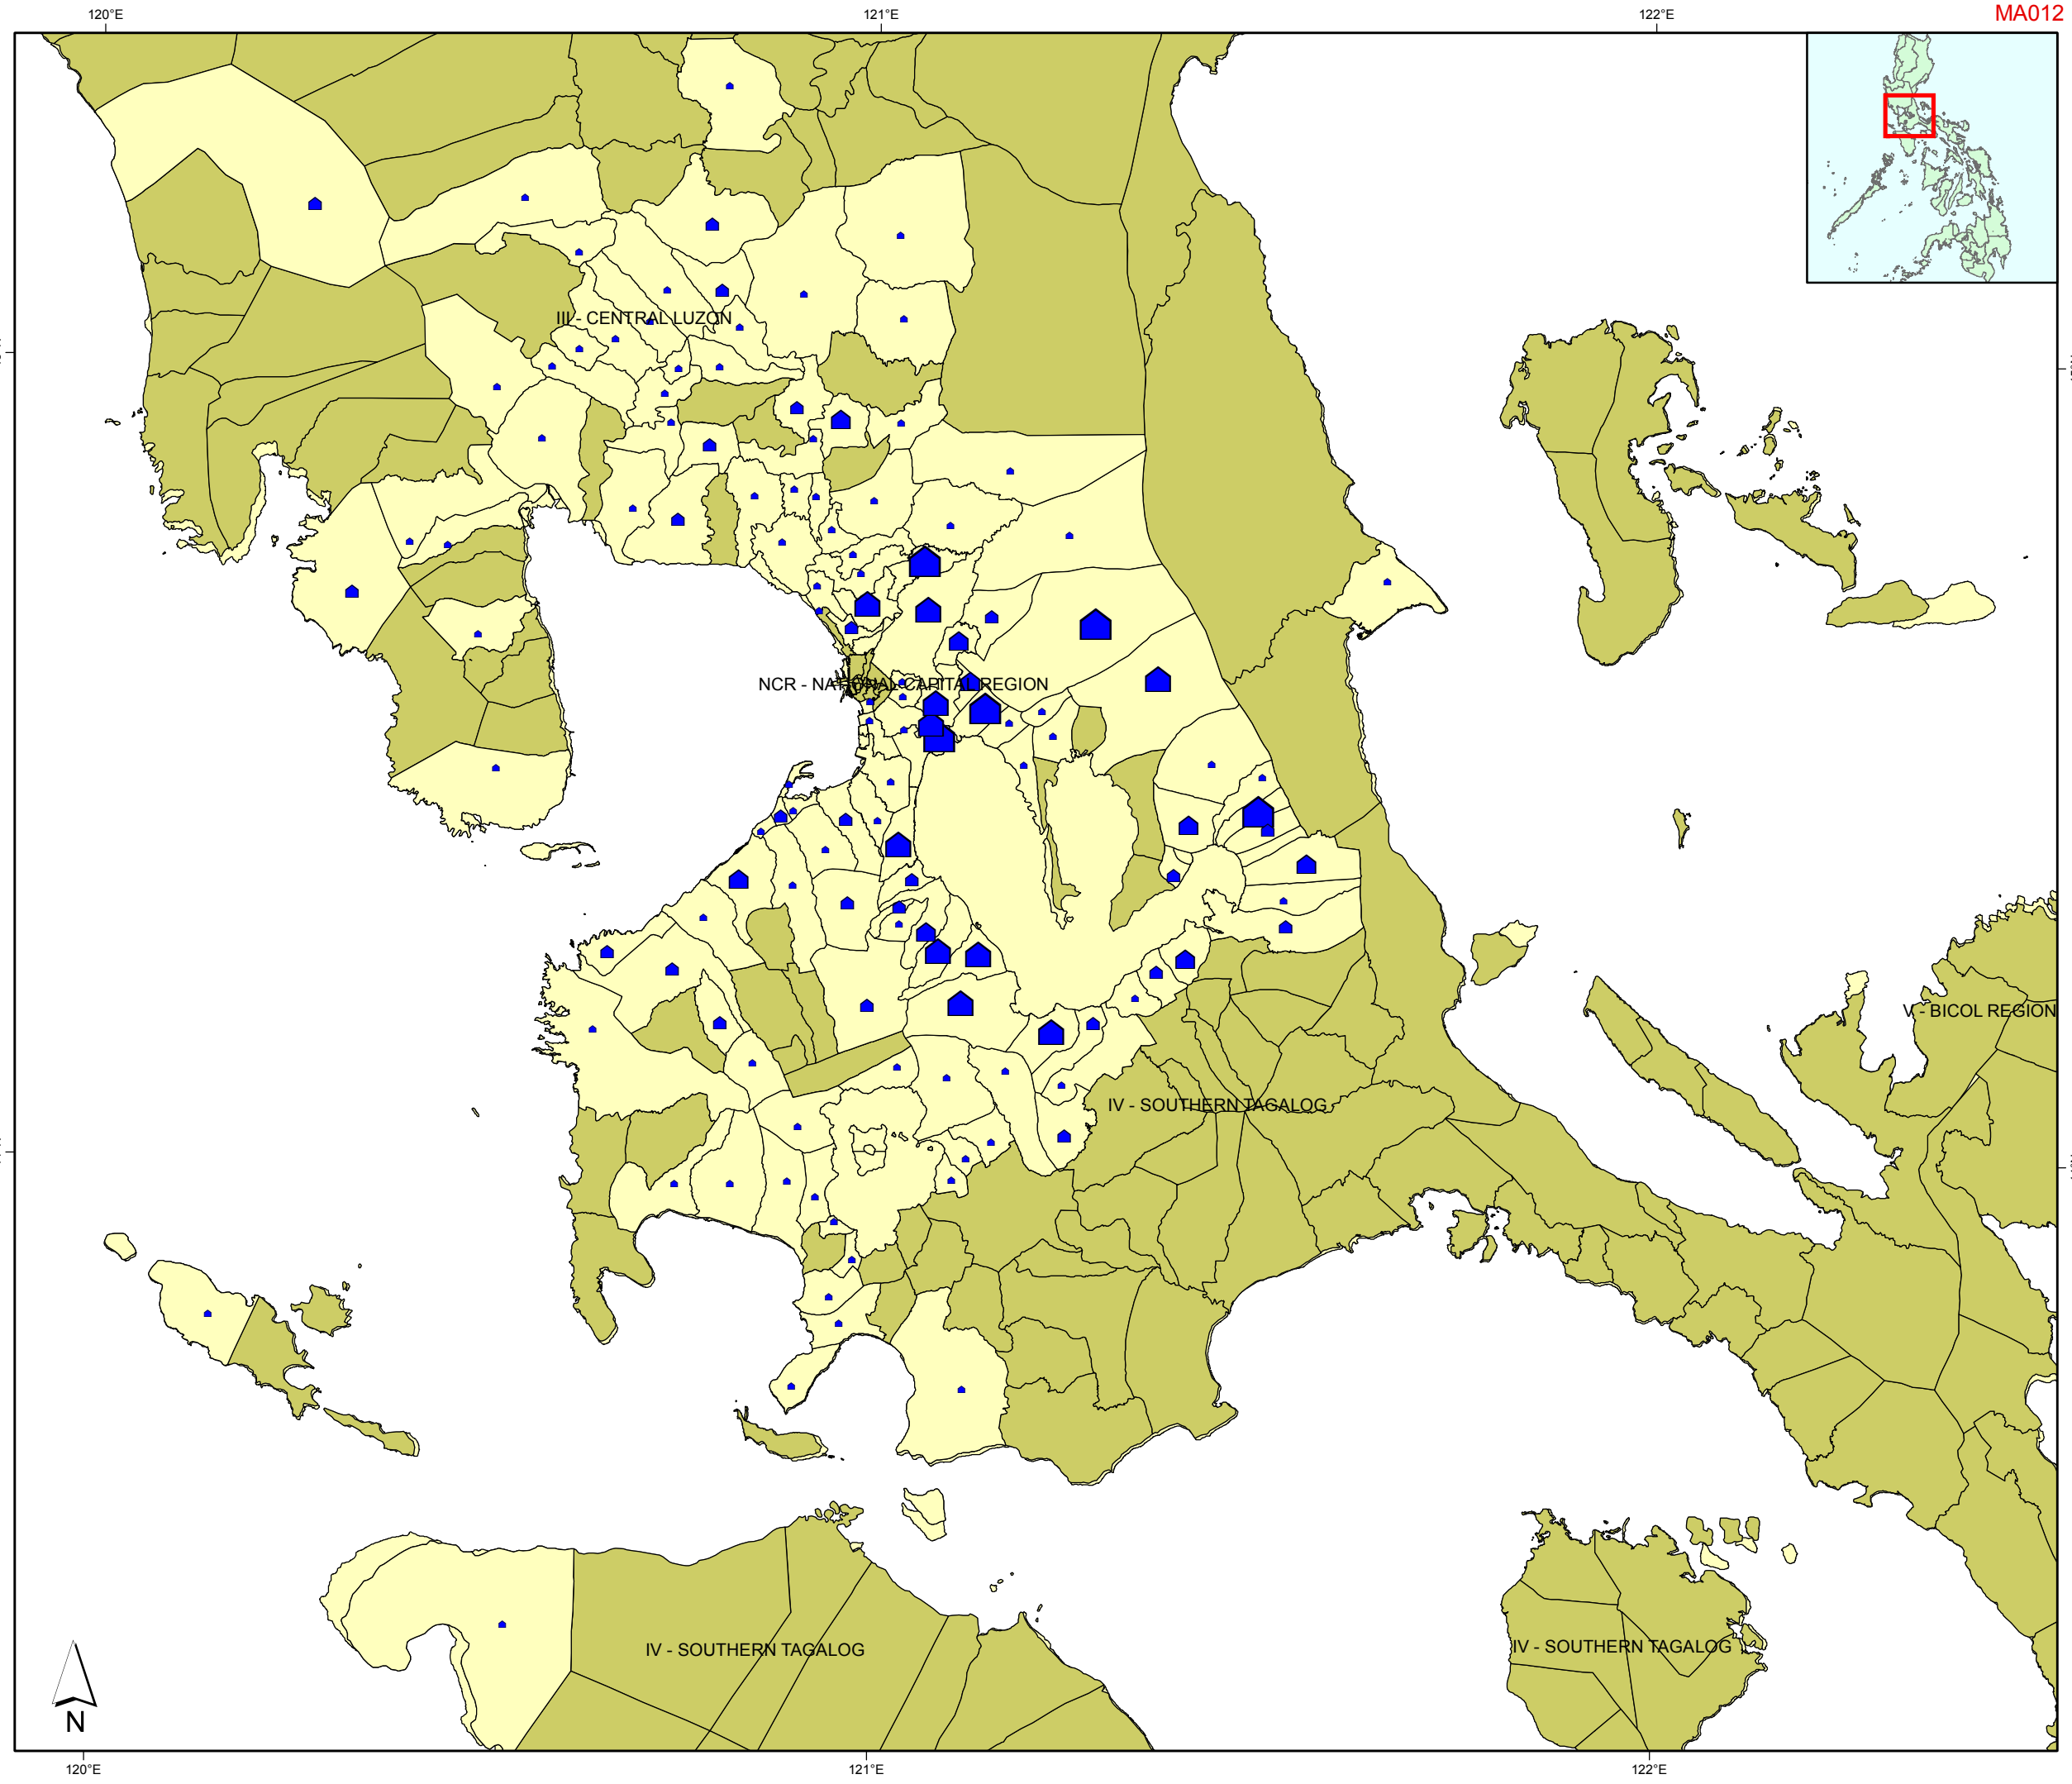 120°E
121°E
122°E
MA012
III - CENTRAL LUZON
NCR - NATIONAL CAPITAL REGION
V - BICOL REGION
IV - SOUTHERN TAGALOG
IV - SOUTHERN TAGALOG
IV - SOUTHERN TAGALOG
N
120°E
121°E
122°E